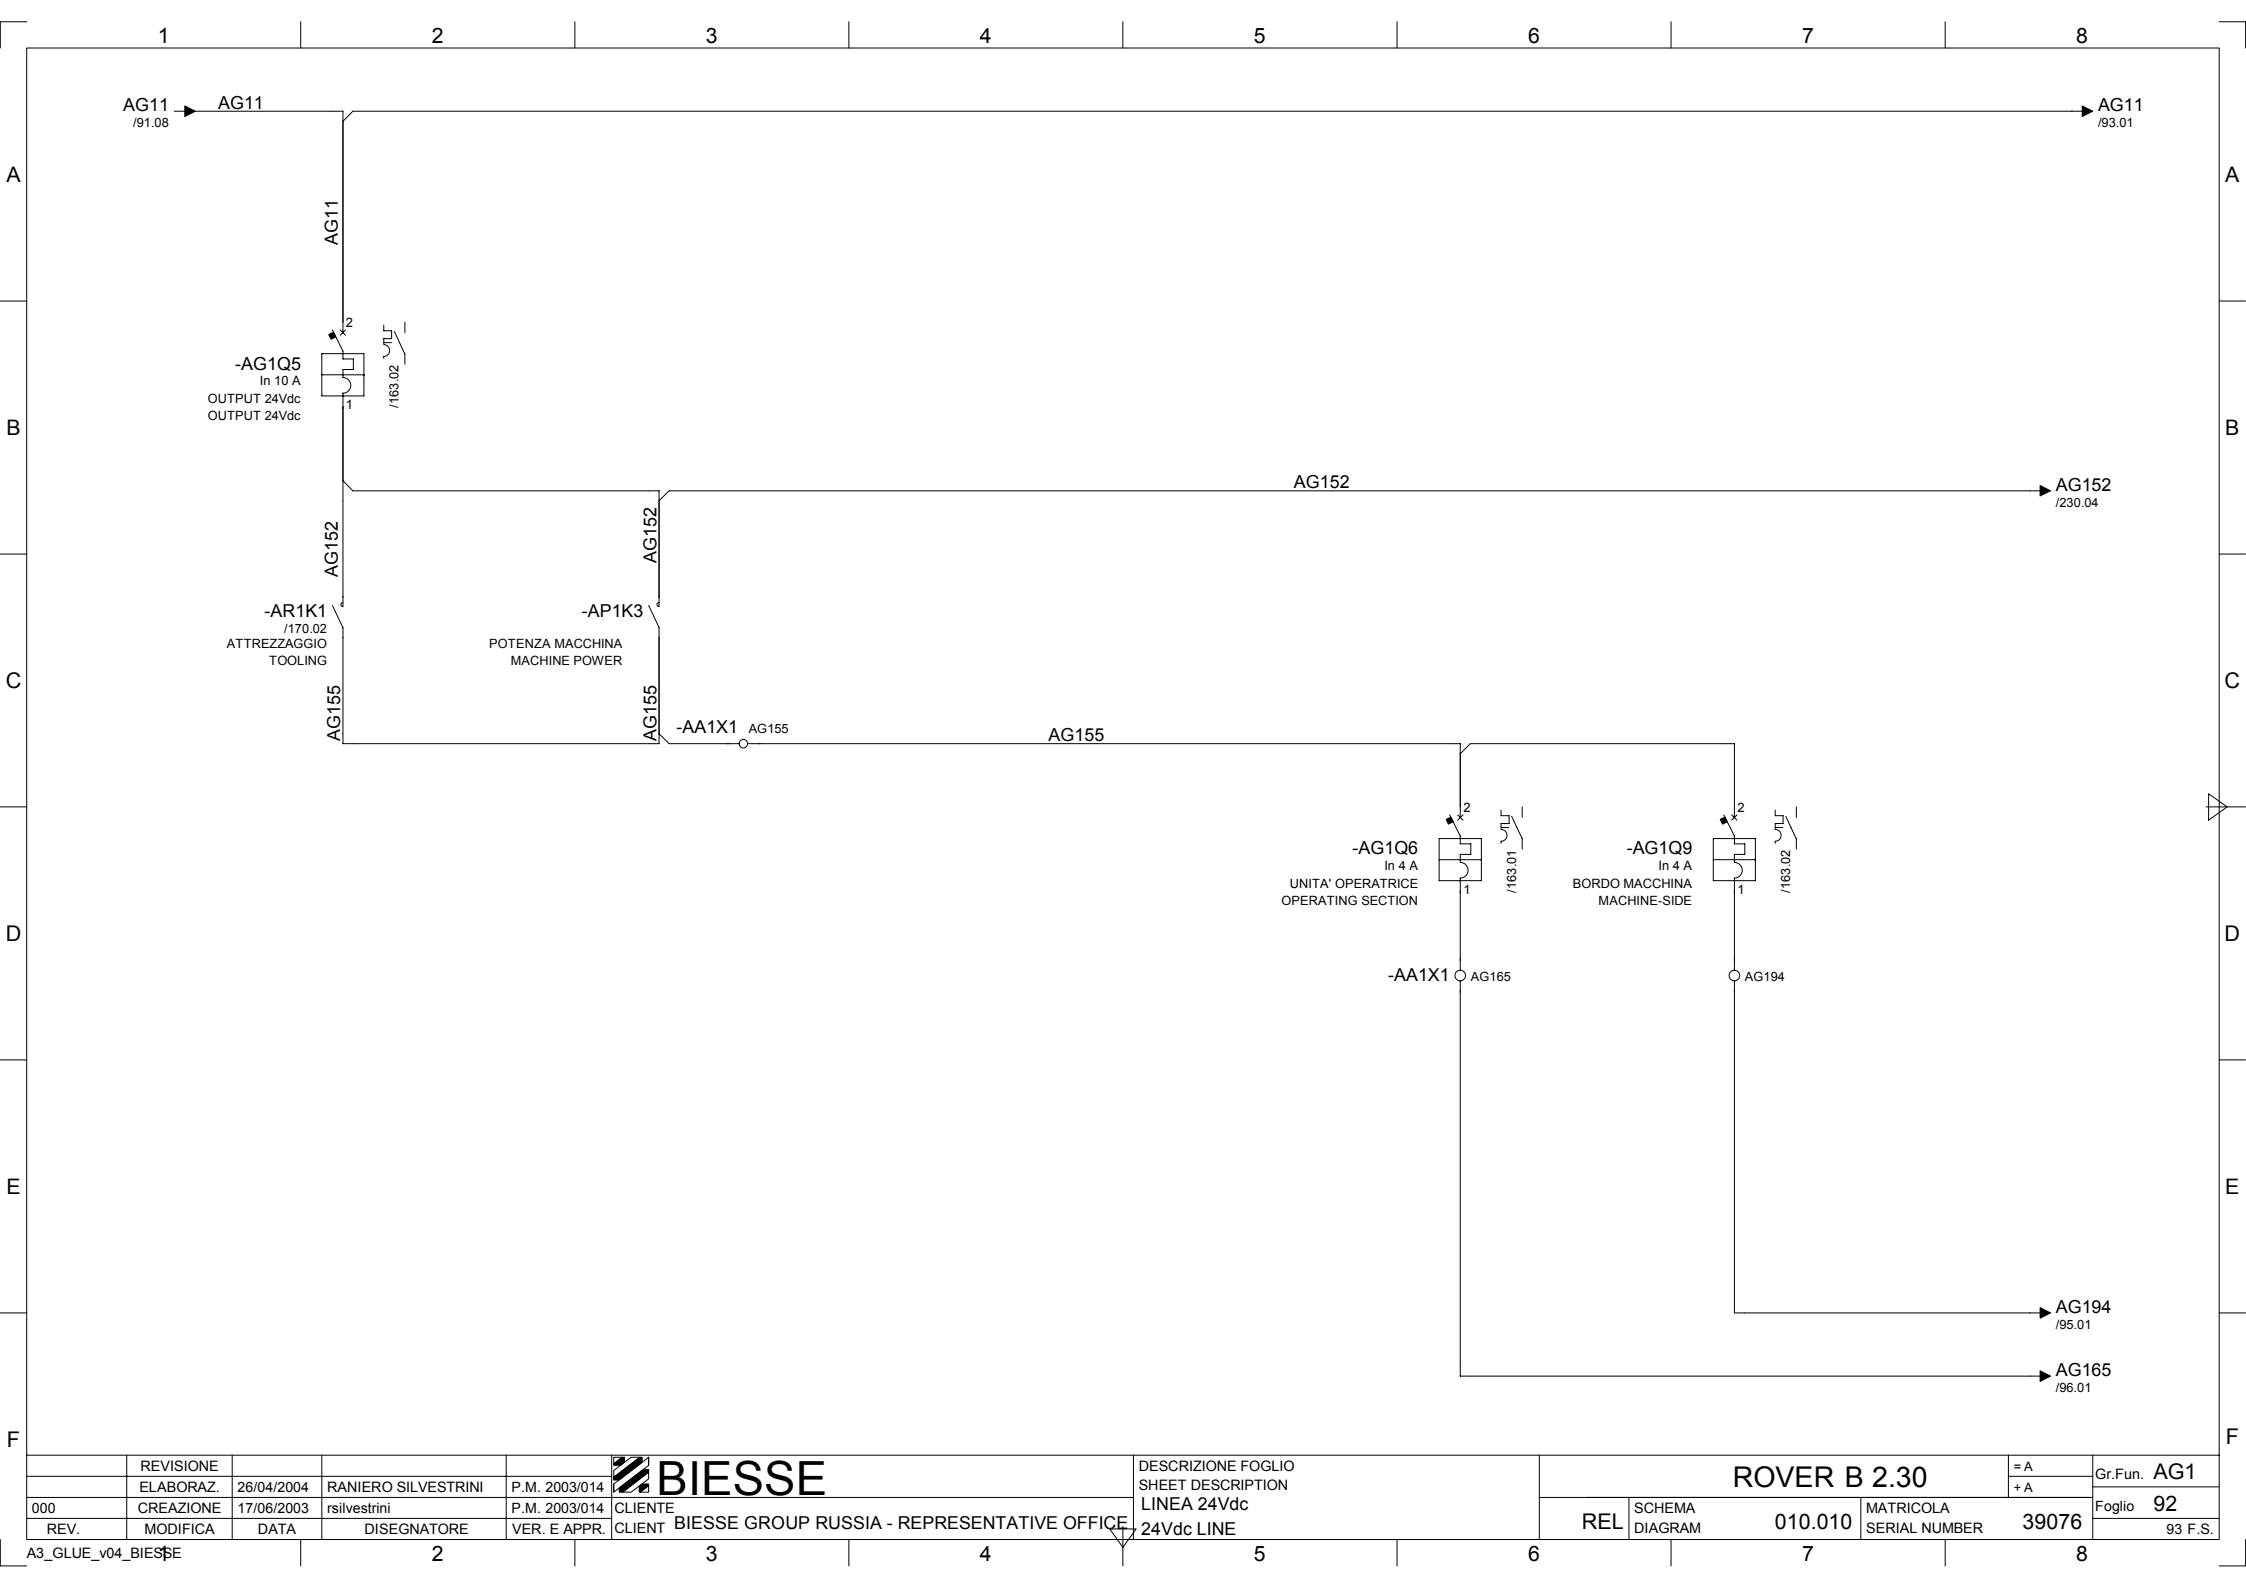 1 2 3 4 5 6 7 8
AG11 AG11 AG11
/91.08 /93.01
A A
AG11
2
-AG1Q5
In 10 A
OUTPUT 24Vdc
OUTPUT 24Vdc
1
/163.02
B B
AG152 AG152
/230.04
AG152 AG152
-AR1K1
/170.02
ATTREZZAGGIO
TOOLING
-AP1K3
POTENZA MACCHINA
MACHINE POWER
C C
AG155 AG155
-AA1X1 AG155 AG155
2
-AG1Q6
In 4 A
UNITA' OPERATRICE
OPERATING SECTION
1
/163.01
2
-AG1Q9
In 4 A
BORDO MACCHINA
MACHINE-SIDE
1
/163.02
D D
-AA1X1 AG165 AG194
E E
AG194
/95.01
AG165
/96.01
F F
REVISIONE
ELABORAZ. 26/04/2004 RANIERO SILVESTRINI P.M. 2003/014
000 CREAZIONE 17/06/2003 rsilvestrini P.M. 2003/014
REV. MODIFICA DATA DISEGNATORE VER. E APPR.
BIESSE
CLIENTE
CLIENT BIESSE GROUP RUSSIA - REPRESENTATIVE OFFICE
DESCRIZIONE FOGLIO
SHEET DESCRIPTION
LINEA 24Vdc
24Vdc LINE
ROVER B 2.30
REL SCHEMA
DIAGRAM 010.010 MATRICOLA
SERIAL NUMBER 39076
= A
+ A
Gr.Fun. AG1
Foglio 92
93 F.S.
A3_GLUE_v04_BIESSE
1 2 3 4 5 6 7 8